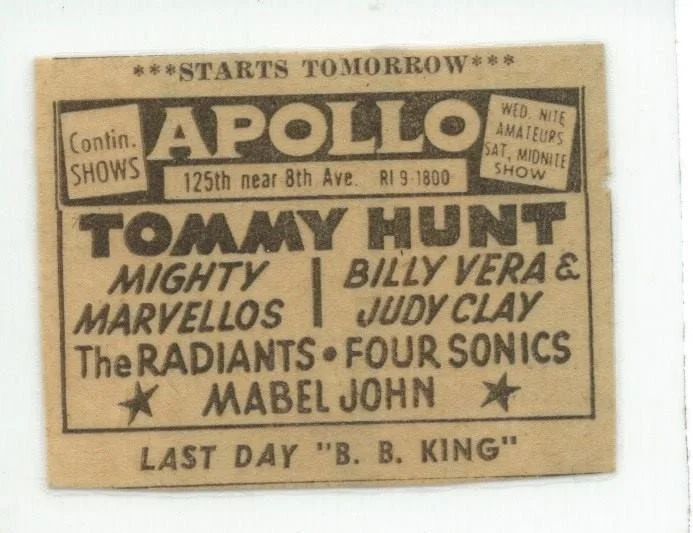 ***STARTS TOMORROW***
Contin.
SHOWS
APOLLO
125th near 8th Ave. RI 9-1800
WED. NITE
AMATEURS
SAT, MIDNITE
SHOW
TOMMY HUNT
MIGHTY
MARVELLOS
BILLY VERA &
JUDY CLAY
The RADIANTS • FOUR SONICS
★ MABEL JOHN ★
LAST DAY "B. B. KING"